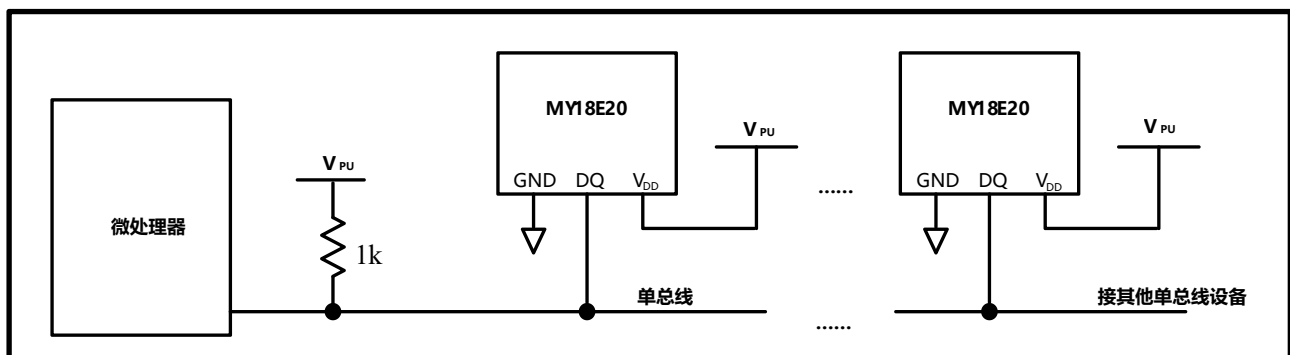 MY18E20
MY18E20
V PU
V PU
V PU
GND DQ VDD
GND DQ VDD
......
微处理器
1k
单总线
接其他单总线设备
......